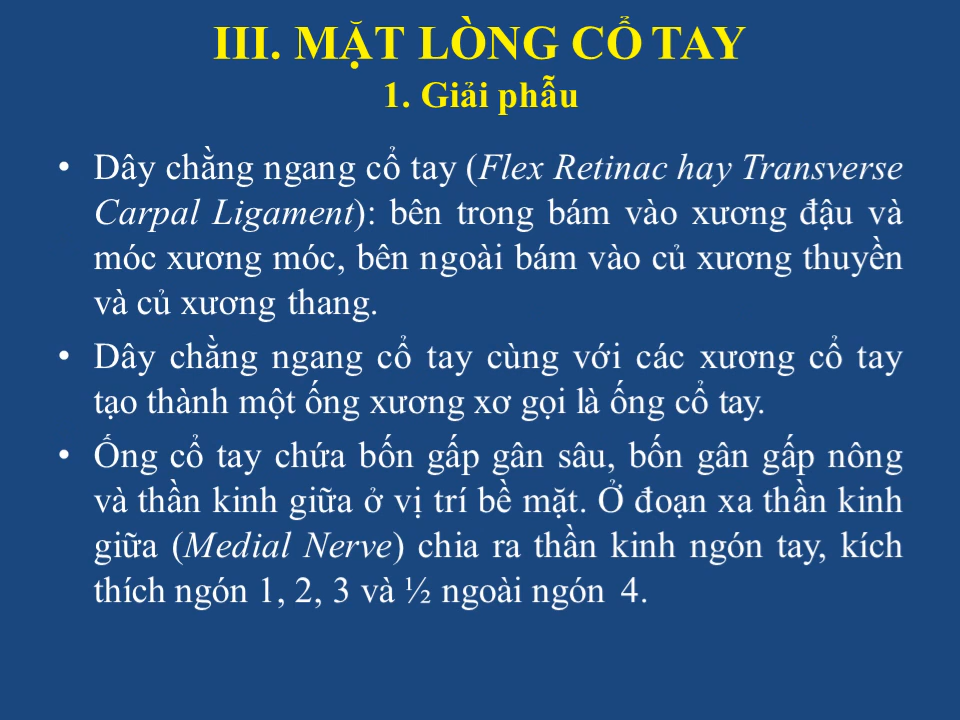 III. MẶT LÒNG CỔ TAY
1. Giải phẫu
• Dây chằng ngang cổ tay (Flex Retinac hay Transverse
Carpal Ligament): bên trong bám vào xương đậu và
móc xương móc, bên ngoài bám vào củ xương thuyền
và củ xương thang.
• Dây chằng ngang cổ tay cùng với các xương cổ tay
tạo thành một ống xương xơ gọi là ống cổ tay.
• Ống cổ tay chứa bốn gấp gân sâu, bốn gân gấp nông
và thần kinh giữa ở vị trí bề mặt. Ở đoạn xa thần kinh
giữa (Medial Nerve) chia ra thần kinh ngón tay, kích
thích ngón 1, 2, 3 và ½ ngoài ngón 4.